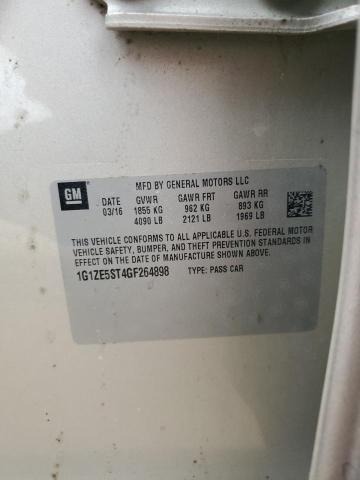 GM
MFD BY GENERAL MOTORS LLC
DATE GVWR GAWR FRT GAWR RR
03/16 1855 KG 962 KG 893 KG
4090 LB 2121 LB 1969 LB
THIS VEHICLE CONFORMS TO ALL APPLICABLE U.S. FEDERAL MOTOR
VEHICLE SAFETY, BUMPER, AND THEFT PREVENTION STANDARDS
IN EFFECT ON THE DATE OF MANUFACTURE SHOWN ABOVE.
1G1ZE5ST4GF264898 TYPE: PASS CAR